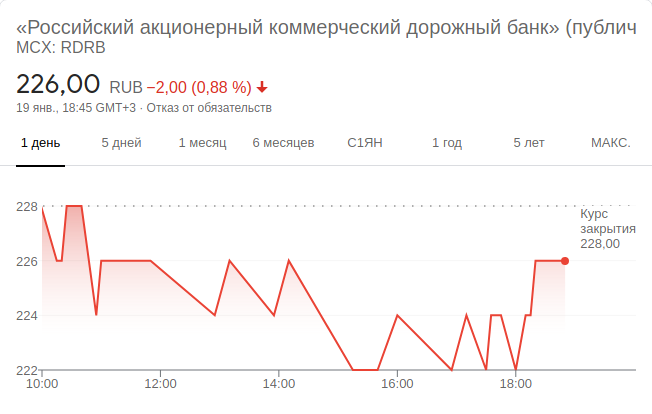 «Российский акционерный коммерческий дорожный банк» (публич
MCX: RDRB
226,00 RUB −2,00 (0,88 %)
19 янв., 18:45 GMT+3 · Отказ от обязательств
1 день 5 дней 1 месяц 6 месяцев С1ЯН 1 год 5 лет МАКС.
228
226
224
222
Курс
закрытия
228,00
10:00 12:00 14:00 16:00 18:00